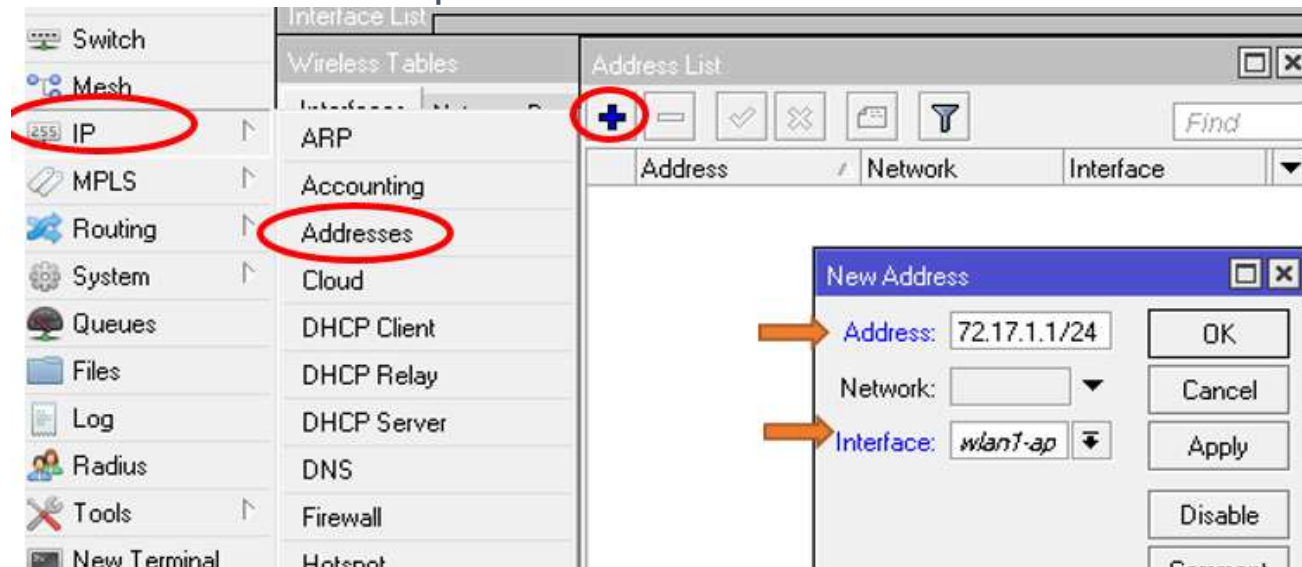 Interface List
Switch
Wireless Tables
Address List
Mesh
Find
255 IP
ARP
Address Network Interface
MPLS
Accounting
Routing
Addresses
System
Cloud
New Address
Queues
DHCP Client
Address: 72.17.1.1/24 OK
Files
DHCP Relay
Network: Cancel
Log
DHCP Server
Interface: wlan1-ap Apply
Radius
DNS
Tools
Firewall
Disable
New Terminal
Hotspot
Comment